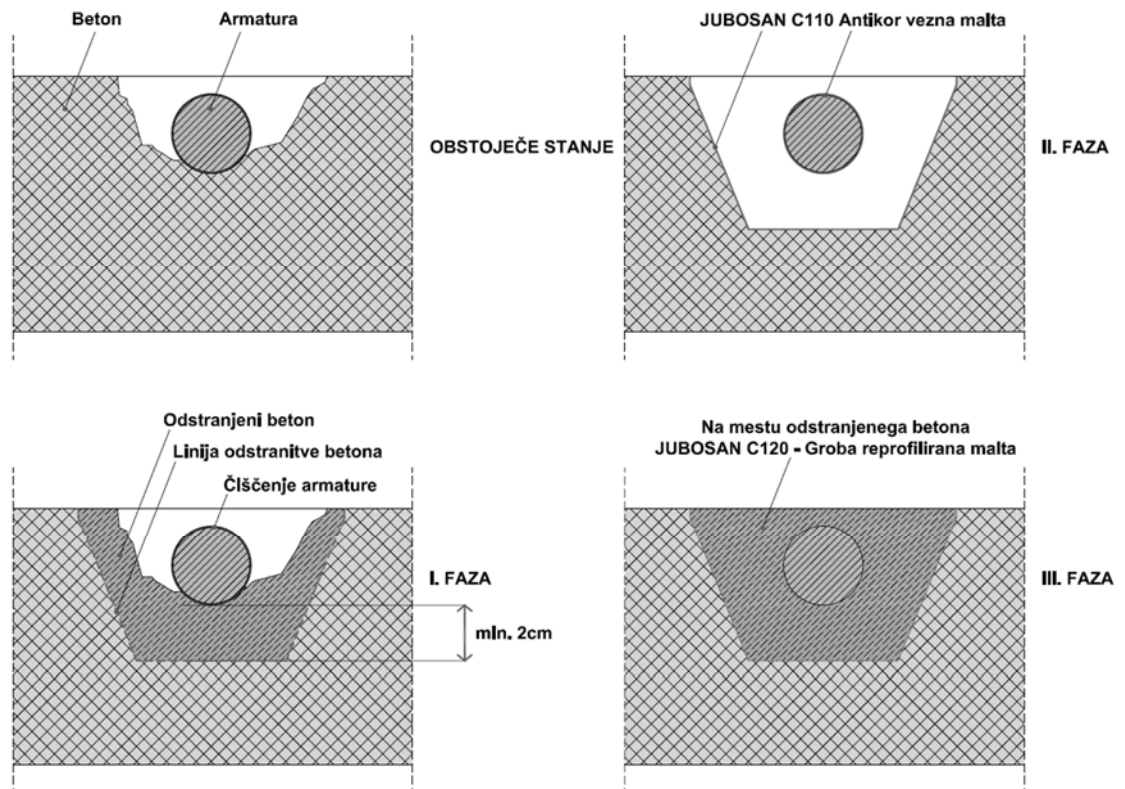 Beton
Armatura
OBSTOJEČE STANJE
JUBOSAN C110 Antikor vezna malta
II. FAZA
Odstranjeni beton
Linija odstranitve betona
Čiščenje armature
I. FAZA
min. 2cm
Na mestu odstranjenega betona
JUBOSAN C120 - Groba reprofilirana malta
III. FAZA